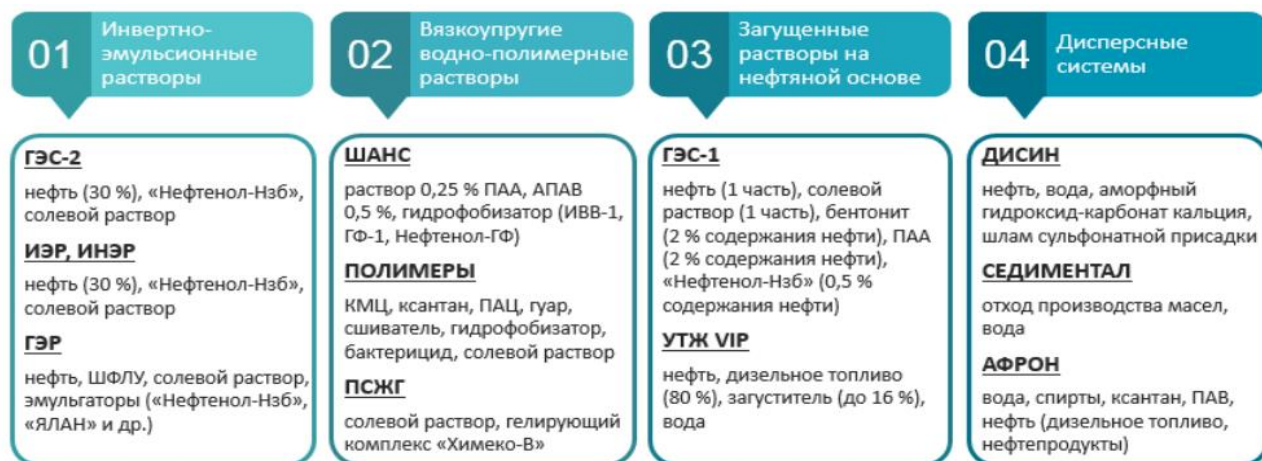 01
Инвертно-
эмульсионные
растворы
ГЭС-2
нефть (30 %), «Нефтенол-Нзб»,
солевой раствор
ИЭР, ИНЭР
нефть (30 %), «Нефтенол-Нзб»,
солевой раствор
ГЭР
нефть, ШФЛУ, солевой раствор,
эмульгаторы («Нефтенол-Нзб»,
«ЯЛАН» и др.)
02
Вязкоупругие
водно-полимерные
растворы
ШАНС
раствор 0,25 % ПАА, АПАВ
0,5 %, гидрофобизатор (ИВВ-1,
ГФ-1, Нефтенол-ГФ)
ПОЛИМЕРЫ
КМЦ, ксантан, ПАЦ, гуар,
сшиватель, гидрофобизатор,
бактерицид, солевой раствор
ПСЖГ
солевой раствор, гелирующий
комплекс «Химеко-В»
03
Загущенные
растворы на
нефтяной основе
ГЭС-1
нефть (1 часть), солевой
раствор (1 часть), бентонит
(2 % содержания нефти), ПАА
(2 % содержания нефти),
«Нефтенол-Нзб» (0,5 %
содержания нефти)
УТЖ VIP
нефть, дизельное топливо
(80 %), загуститель (до 16 %),
вода
04
Дисперсные
системы
ДИСИН
нефть, вода, аморфный
гидроксид-карбонат кальция,
шлам сульфонатной присадки
СЕДИМЕНТАЛ
отход производства масел,
вода
АФРОН
вода, спирты, ксантан, ПАВ,
нефть (дизельное топливо,
нефтепродукты)